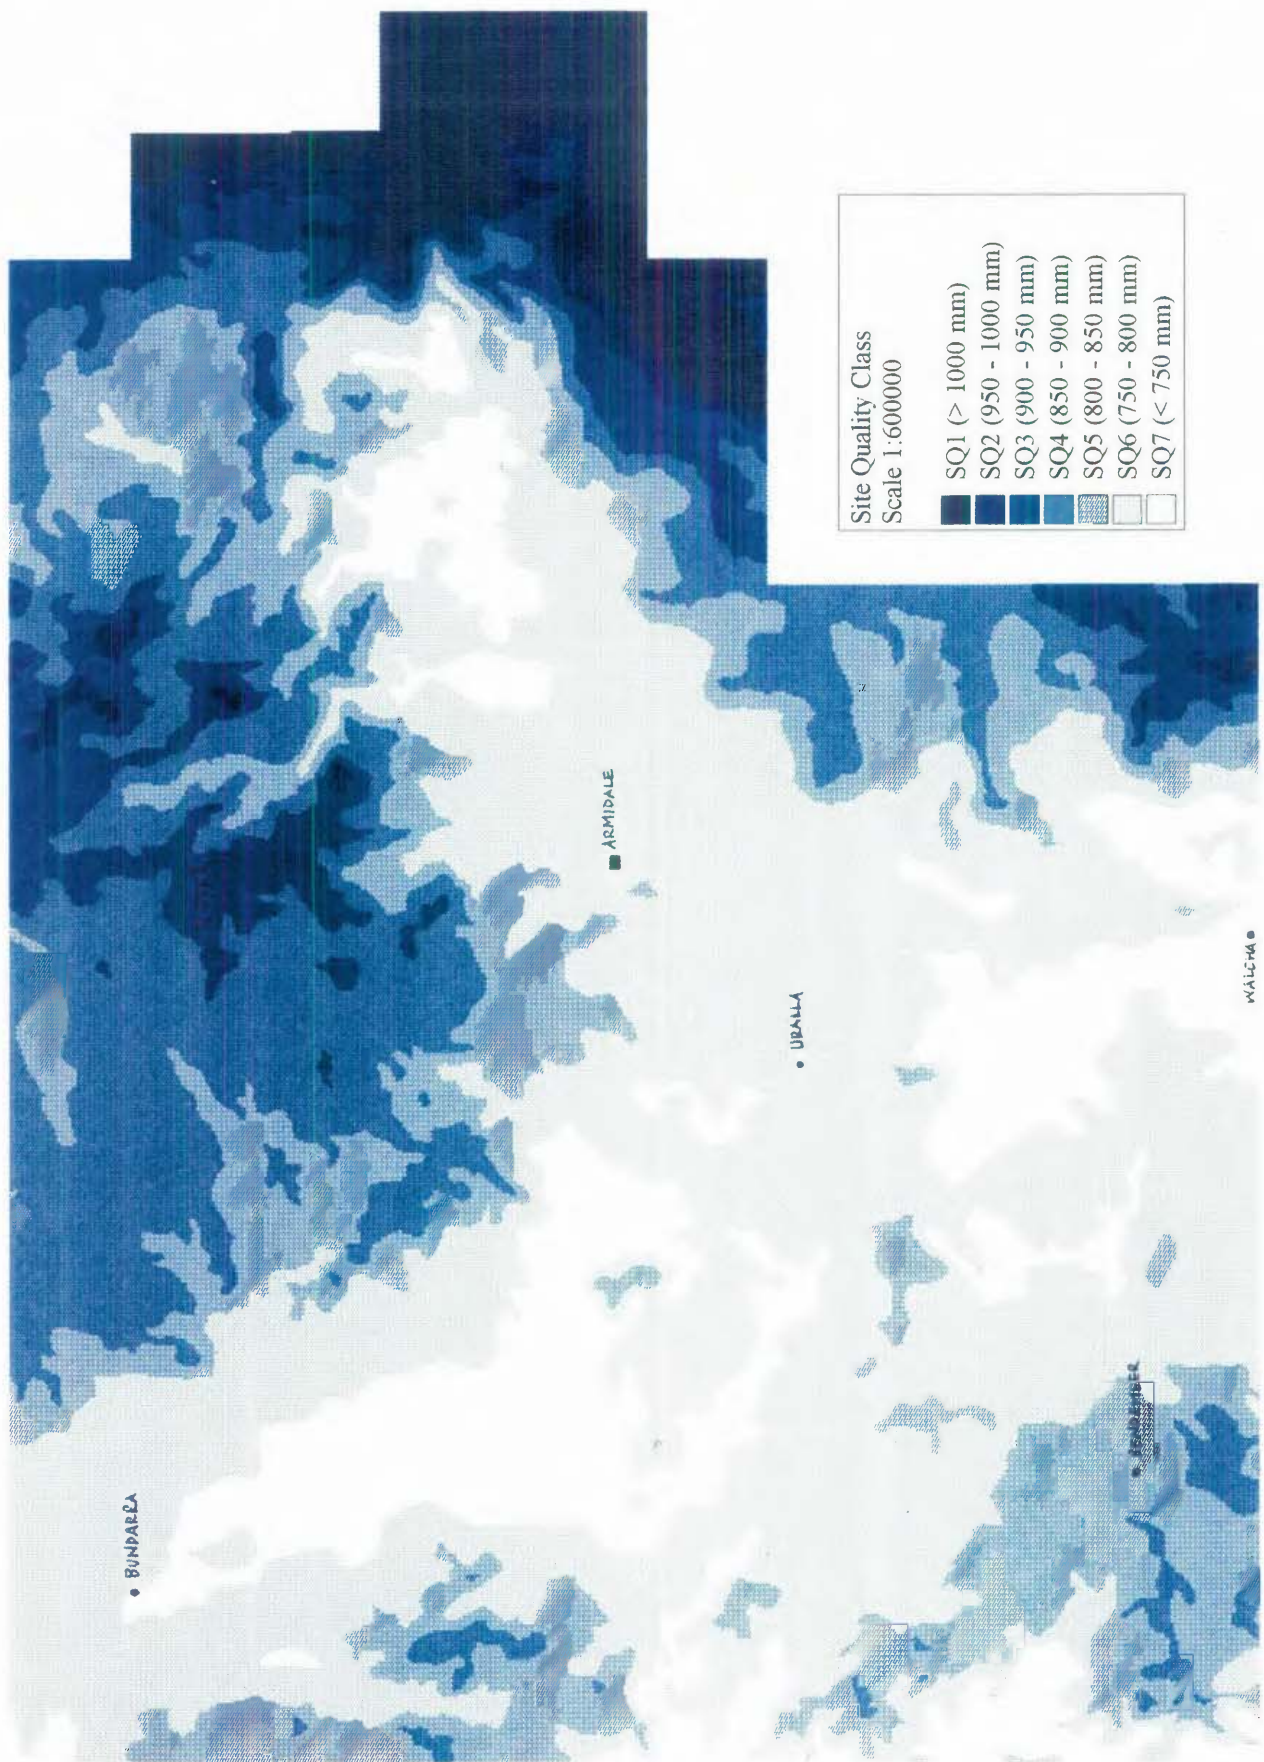 BUNDARRA
ARMIDALE
URALLA
WALCHA
Site Quality Class
Scale 1:600000
SQ1 (> 1000 mm)
SQ2 (950 - 1000 mm)
SQ3 (900 - 950 mm)
SQ4 (850 - 900 mm)
SQ5 (800 - 850 mm)
SQ6 (750 - 800 mm)
SQ7 (< 750 mm)